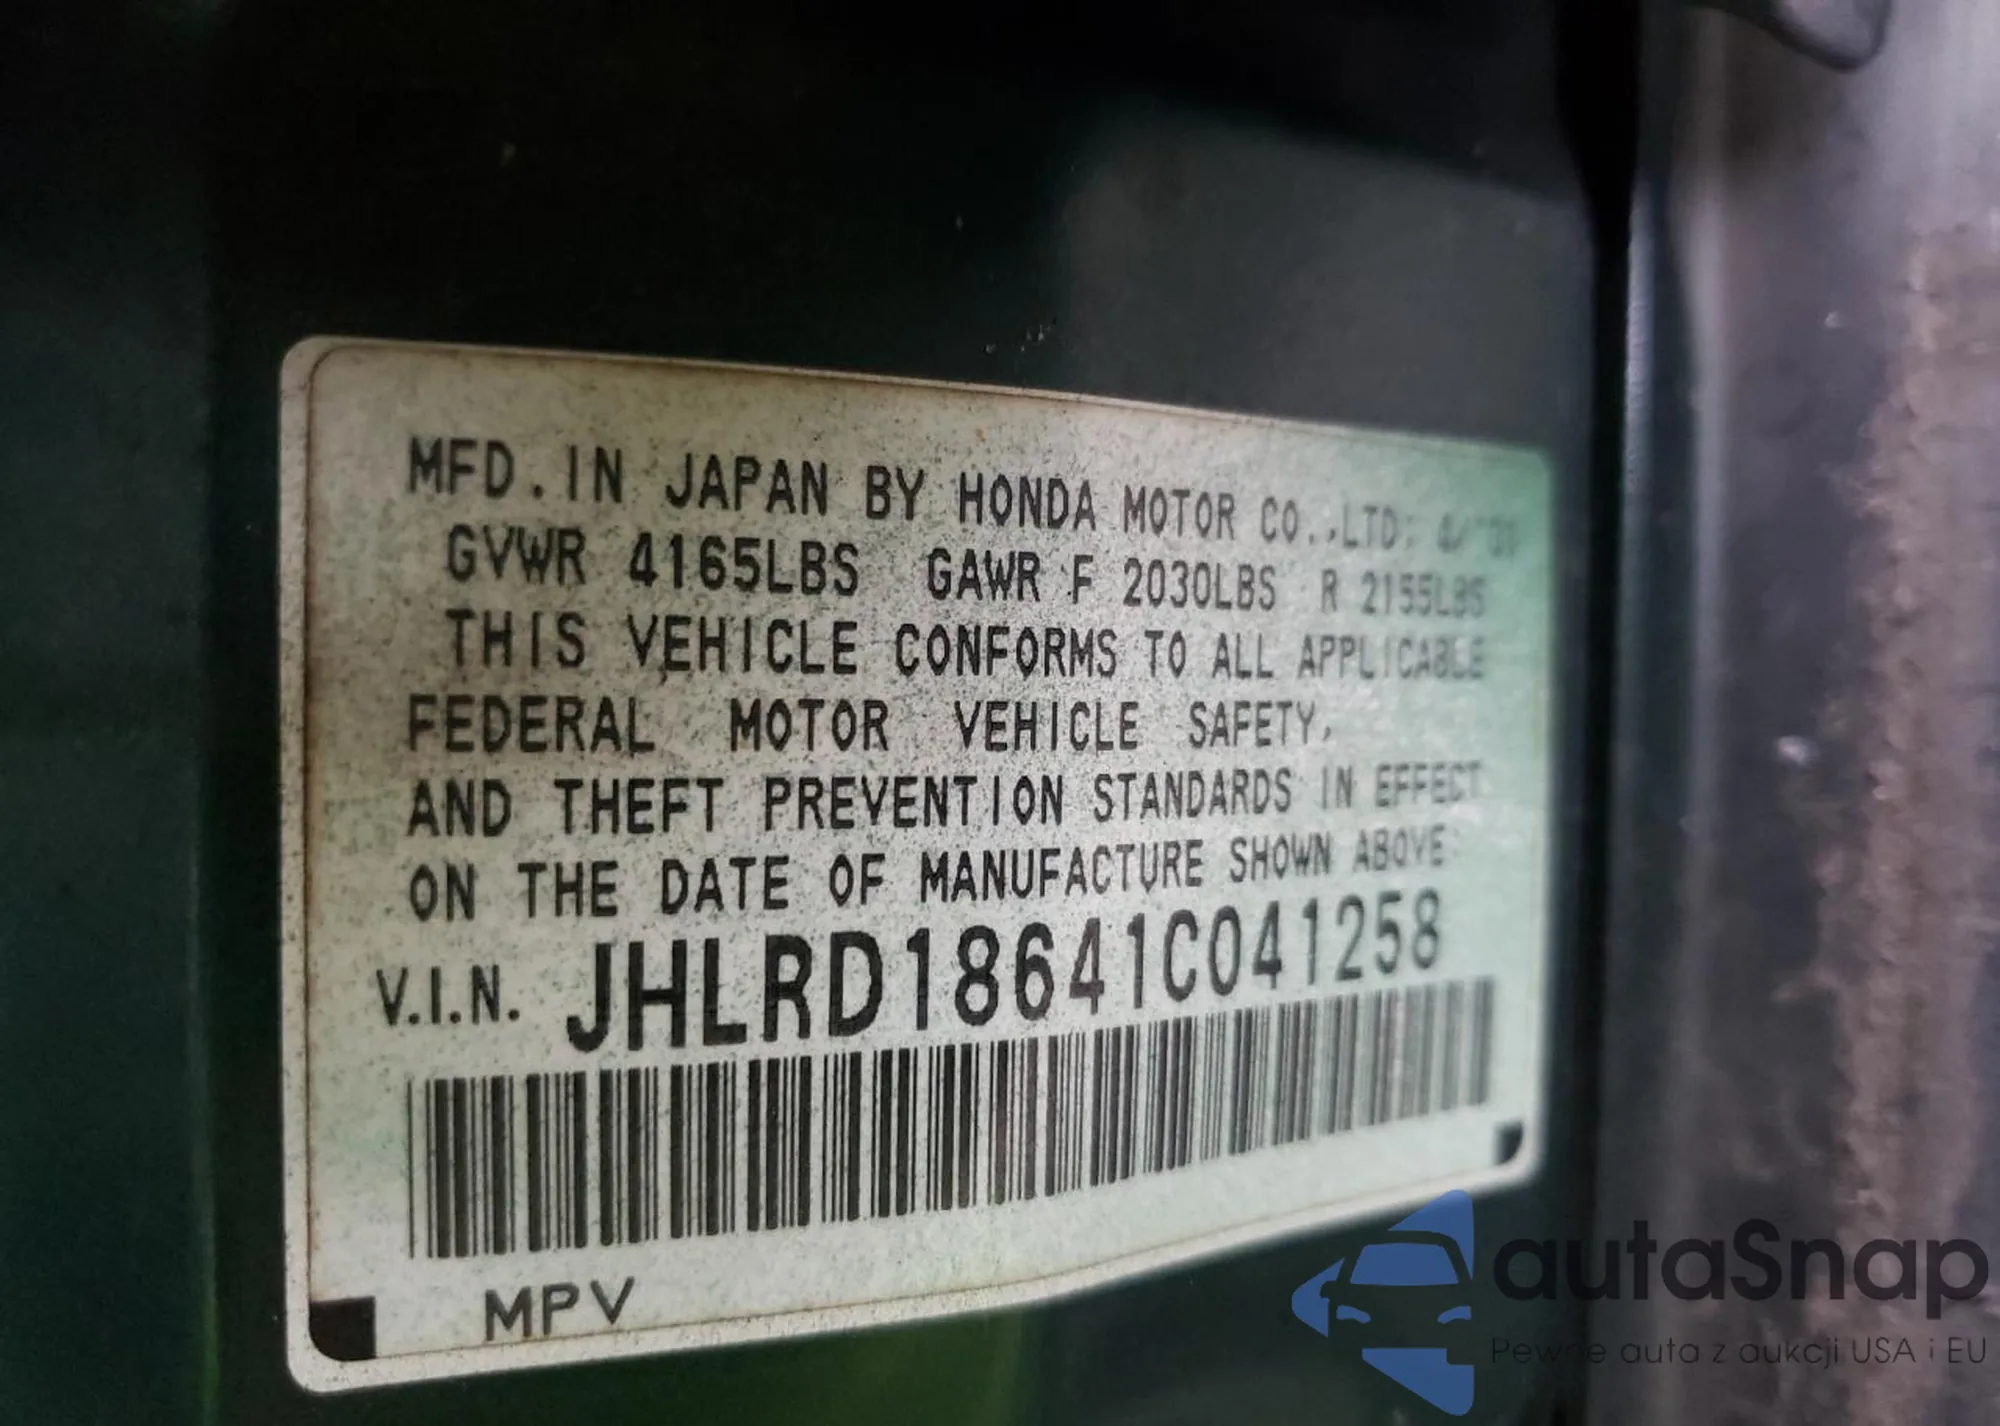 MFD. IN JAPAN BY HONDA MOTOR CO.,LTD:
GVWR 4165LBS GAWR F 2030LBS R 2155LBS
THIS VEHICLE CONFORMS TO ALL APPLICABLE
FEDERAL MOTOR VEHICLE SAFETY,
AND THEFT PREVENTION STANDARDS IN EFFECT
ON THE DATE OF MANUFACTURE SHOWN ABOVE:
V.I.N. JHLRD18641C041258
MPV
autaSnap
Pewne auta z aukcji USA i EU